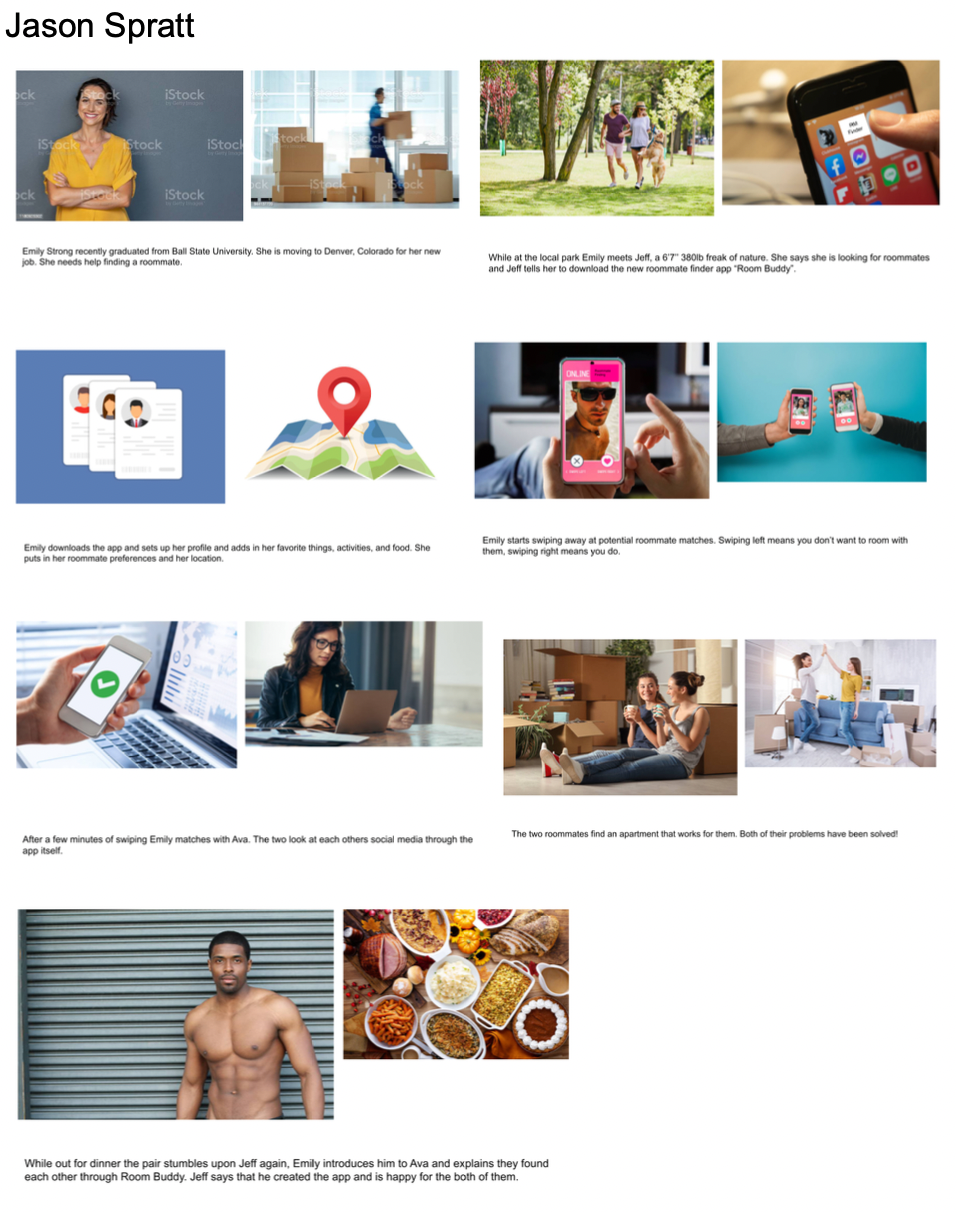 Jason Spratt
iStock
iStock
iStock
iStock
iStock
iStock
iStock
RM
Finder
Emily Strong recently graduated from Ball State University. She is moving to Denver, Colorado for her new
job. She needs help finding a roommate.
While at the local park Emily meets Jeff, a 6’7” 380lb freak of nature. She says she is looking for roommates
and Jeff tells her to download the new roommate finder app “Room Buddy”.
ONLINE
Emily downloads the app and sets up her profile and adds in her favorite things, activities, and food. She
puts in her roommate preferences and her location.
Emily starts swiping away at potential roommate matches. Swiping left means you don’t want to room with
them, swiping right means you do.
After a few minutes of swiping Emily matches with Ava. The two look at each others social media through the
app itself.
The two roommates find an apartment that works for them. Both of their problems have been solved!
While out for dinner the pair stumbles upon Jeff again, Emily introduces him to Ava and explains they found
each other through Room Buddy. Jeff says that he created the app and is happy for the both of them.